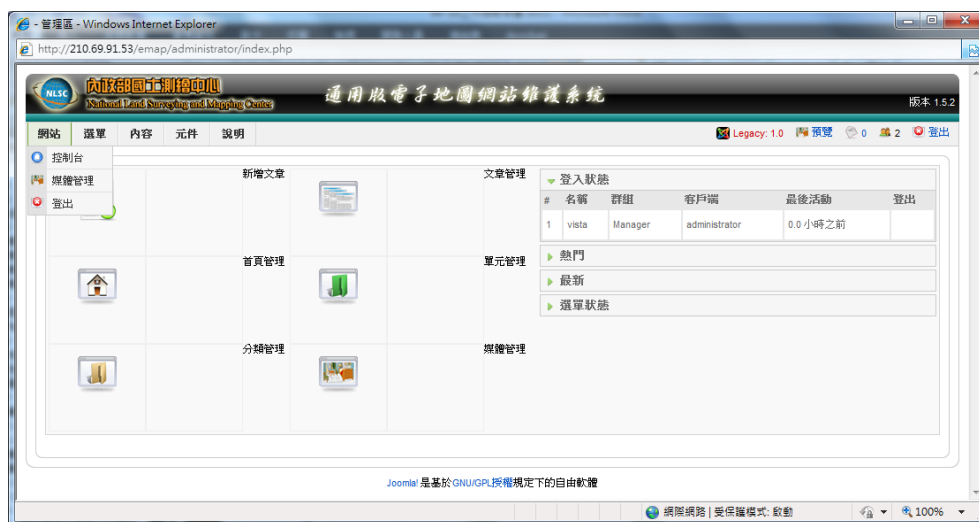 管理區 - Windows Internet Explorer
http://210.69.91.53/emap/administrator/index.php
NLSC 內政部國土測繪中心
National Land Surveying and Mapping Center
通用版電子地圖網站維護系統
版本 1.5.2
網站 選單 內容 元件 說明 Legacy: 1.0 預覽 0 2 登出
控制台
媒體管理
登出
新增文章 文章管理
首頁管理 單元管理
分類管理 媒體管理
登入狀態
# 名稱 群組 客戶端 最後活動 登出
1 vista Manager administrator 0.0 小時之前
熱門
最新
選單狀態
Joomla! 是基於GNU/GPL授權規定下的自由軟體
網際網路 | 受保護模式: 啟動 100%